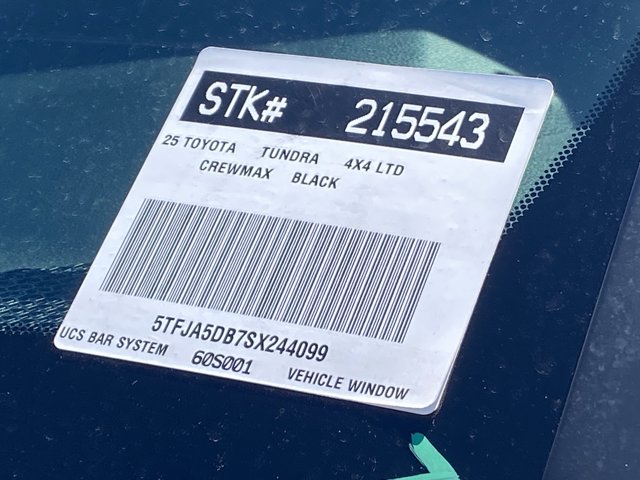 STK# 215543
25 TOYOTA TUNDRA 4X4 LTD
CREWMAX BLACK
5TFJA5DB7SX244099
UCS BAR SYSTEM 60S001 VEHICLE WINDOW